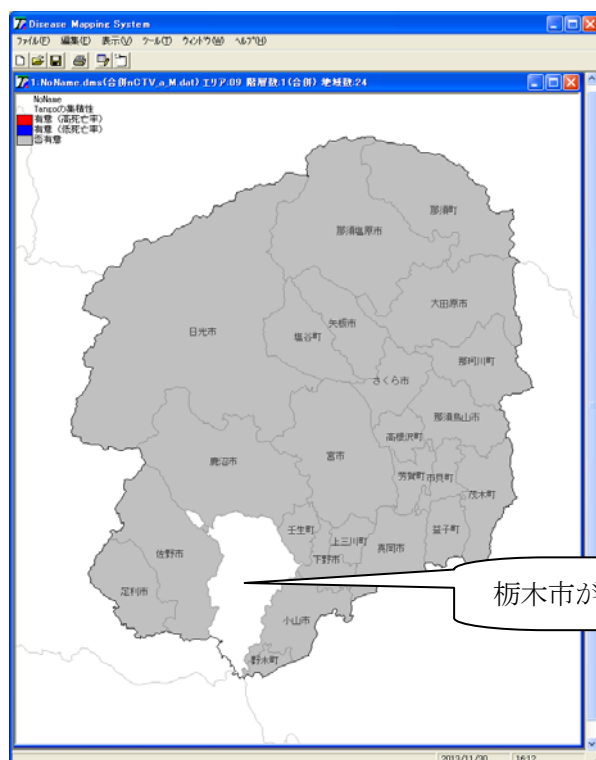 Disease Mapping System
ファイル(F) 編集(E) 表示(V) ツール(T) ウィンドウ(W) ヘルプ(H)
1:NoName.dms(合併nCTV_a_M.dat) エリア:09 階層数:1(合併) 地域数:24
NoName
Tangoの集積性
有意(高死亡率)
有意(低死亡率)
否有意
那須町
那須塩原市
大田原市
日光市
矢板市
塩谷町
那珂川町
さくら市
那須烏山市
高根沢町
鹿沼市
宮市
芳賀町
市貝町
茂木町
壬生町
上三川町
益子町
真岡市
佐野市
下野市
足利市
栃木市が
小山市
野木町
2013/11/30 16:12